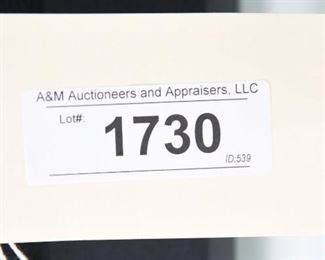 A&M Auctioneers and Appraisers, LLC
Lot#: 1730
ID:539